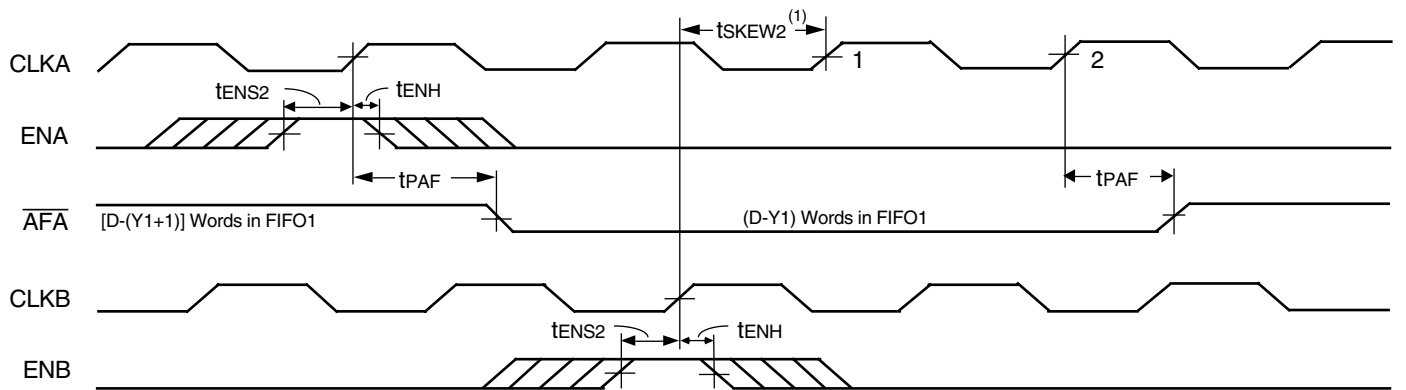 tSKEW2 (1)
CLKA 1 2
tENS2 tENH
ENA
tPAF tPAF
AFA [D-(Y1+1)] Words in FIFO1 (D-Y1) Words in FIFO1
CLKB
tENS2 tENH
ENB